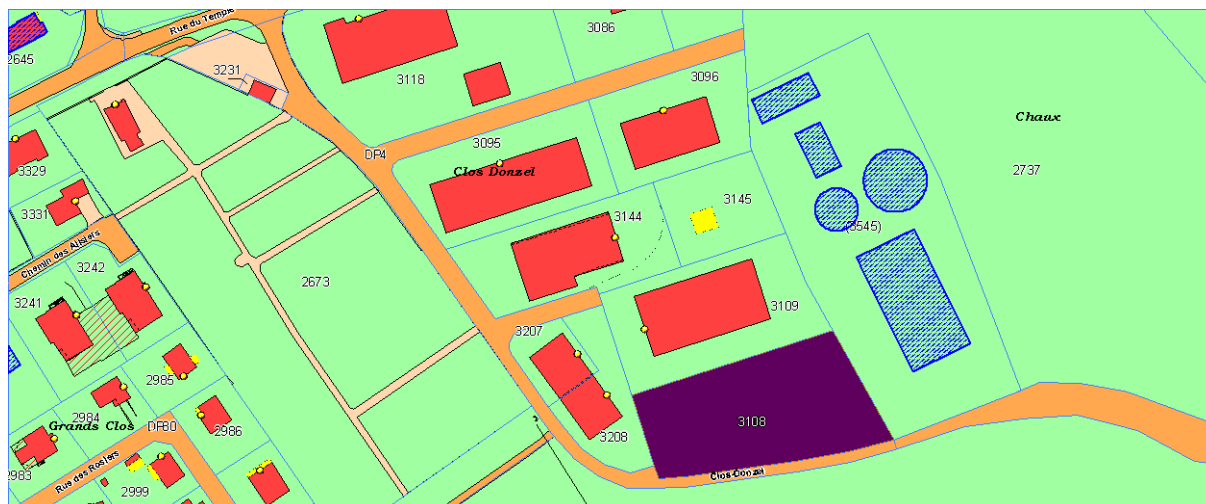 Rue du Temple
3086
2645
3231
3118
3096
Chaux
3095
DP4
3329
Clos Donzel
2737
3145
3331
3144
(3545)
Chemin des Alisiers
3242
2673
3241
3109
3207
2985
2984
Grands Clos
DP80
2986
3108
3208
2983
Rue des Rosiers
Clos-Donzel
2999